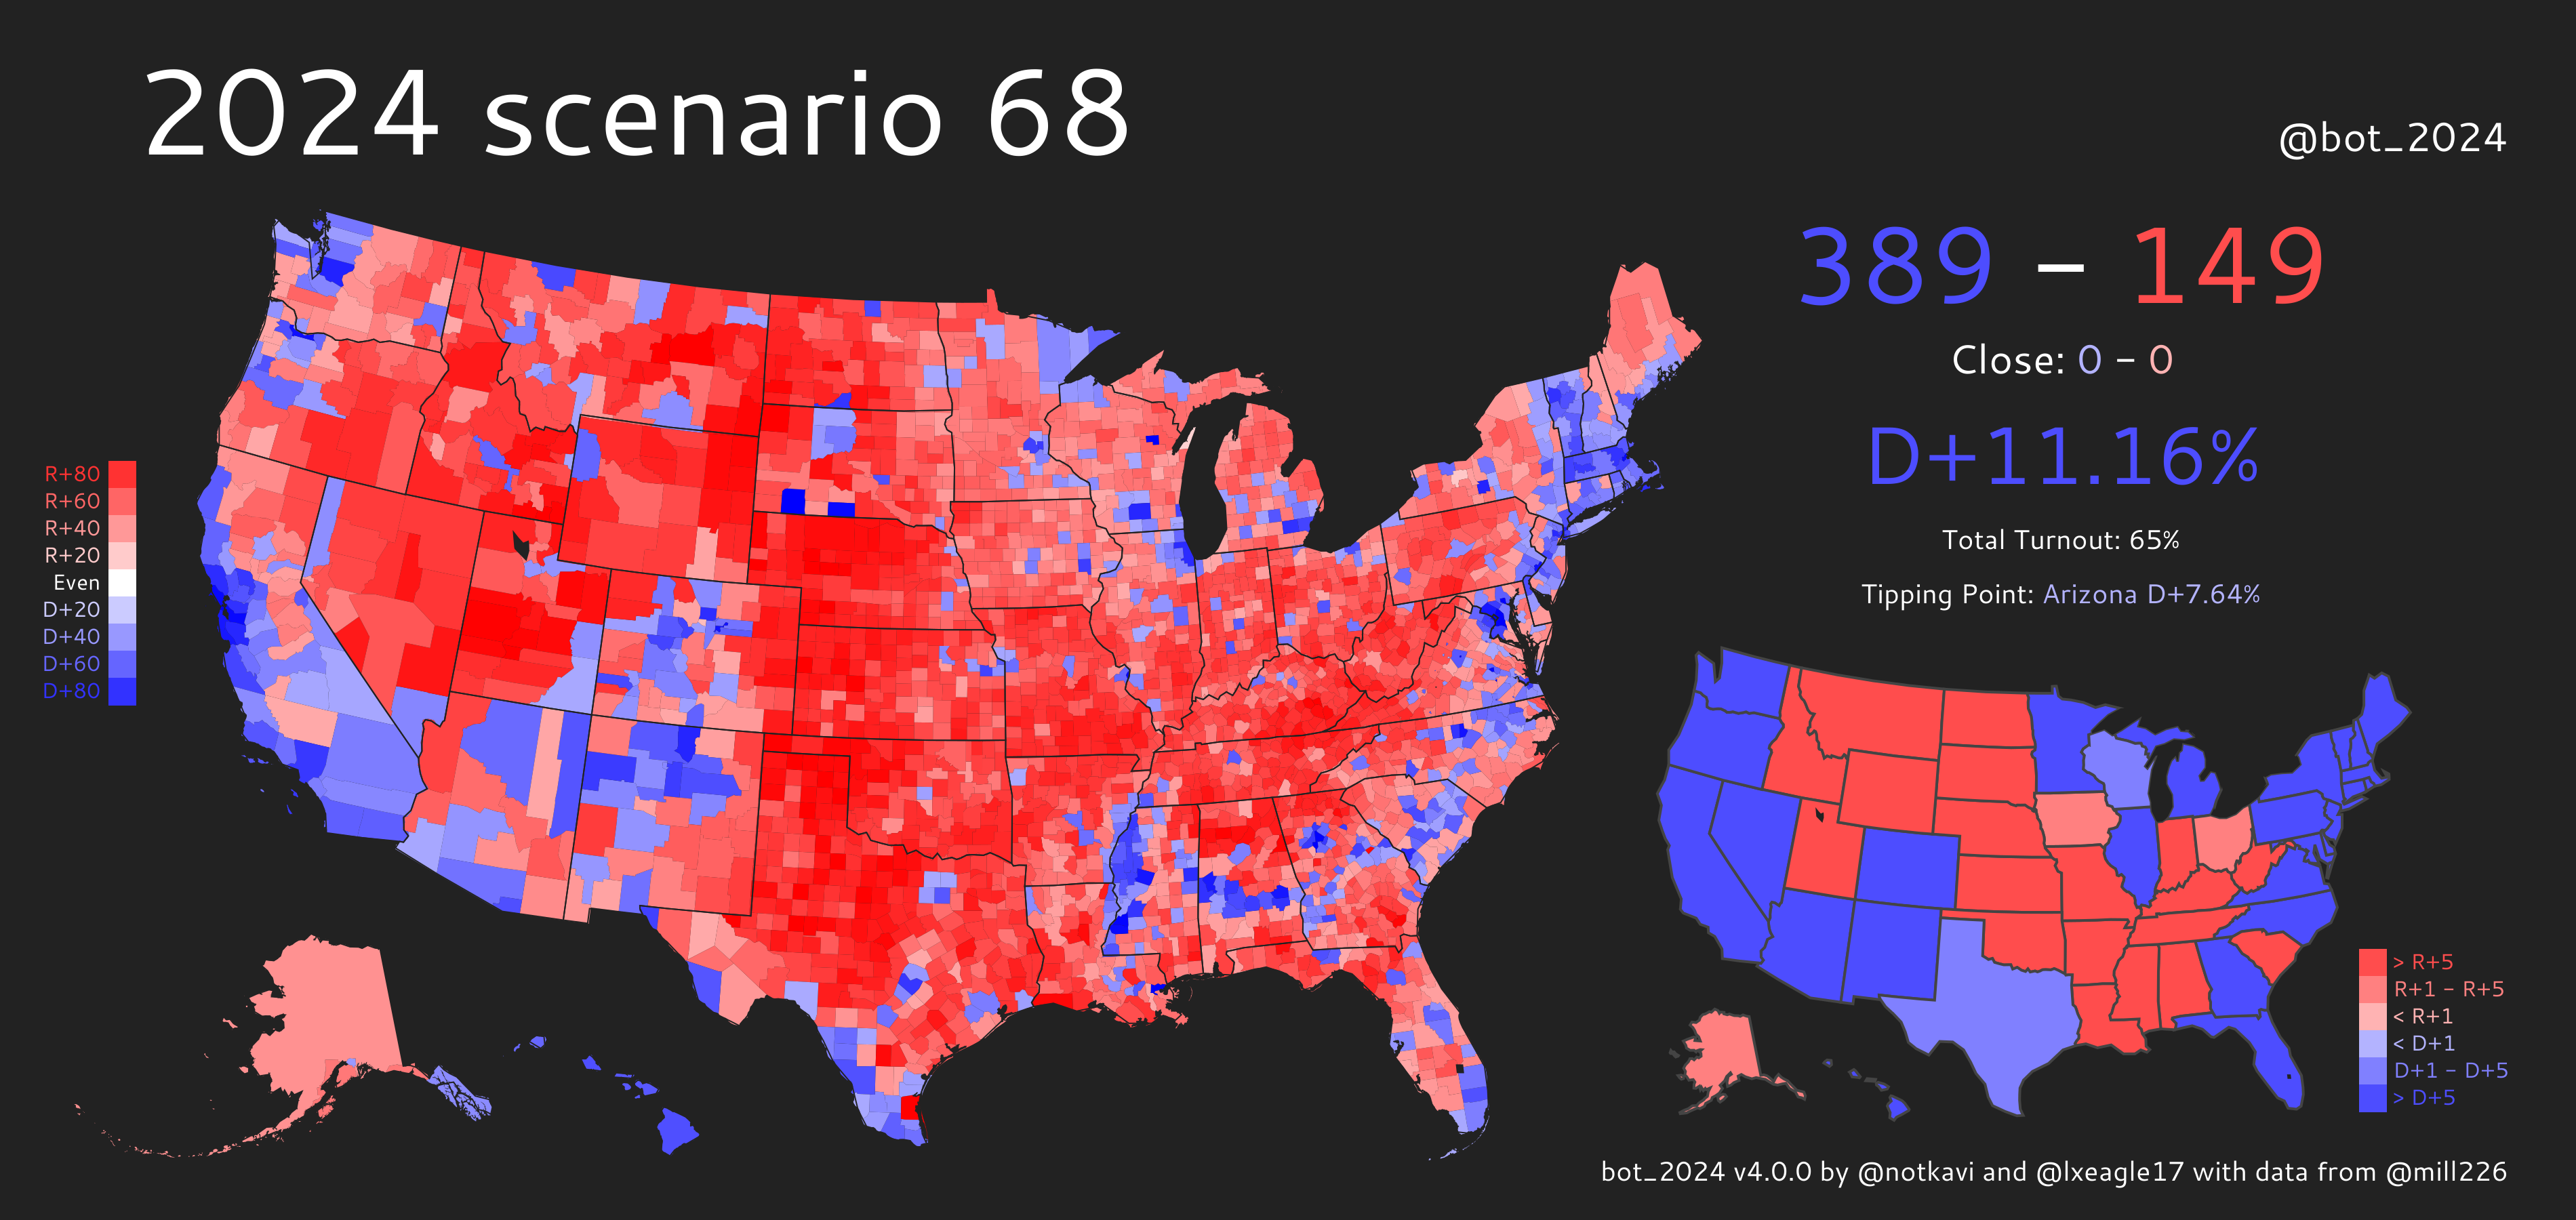 2024 scenario 68
@bot_2024
389 - 149
Close: 0 - 0
D+11.16%
Total Turnout: 65%
Tipping Point: Arizona D+7.64%
R+80
R+60
R+40
R+20
Even
D+20
D+40
D+60
D+80
> R+5
R+1 - R+5
< R+1
< D+1
D+1 - D+5
> D+5
bot_2024 v4.0.0 by @notkavi and @lxeagle17 with data from @mill226